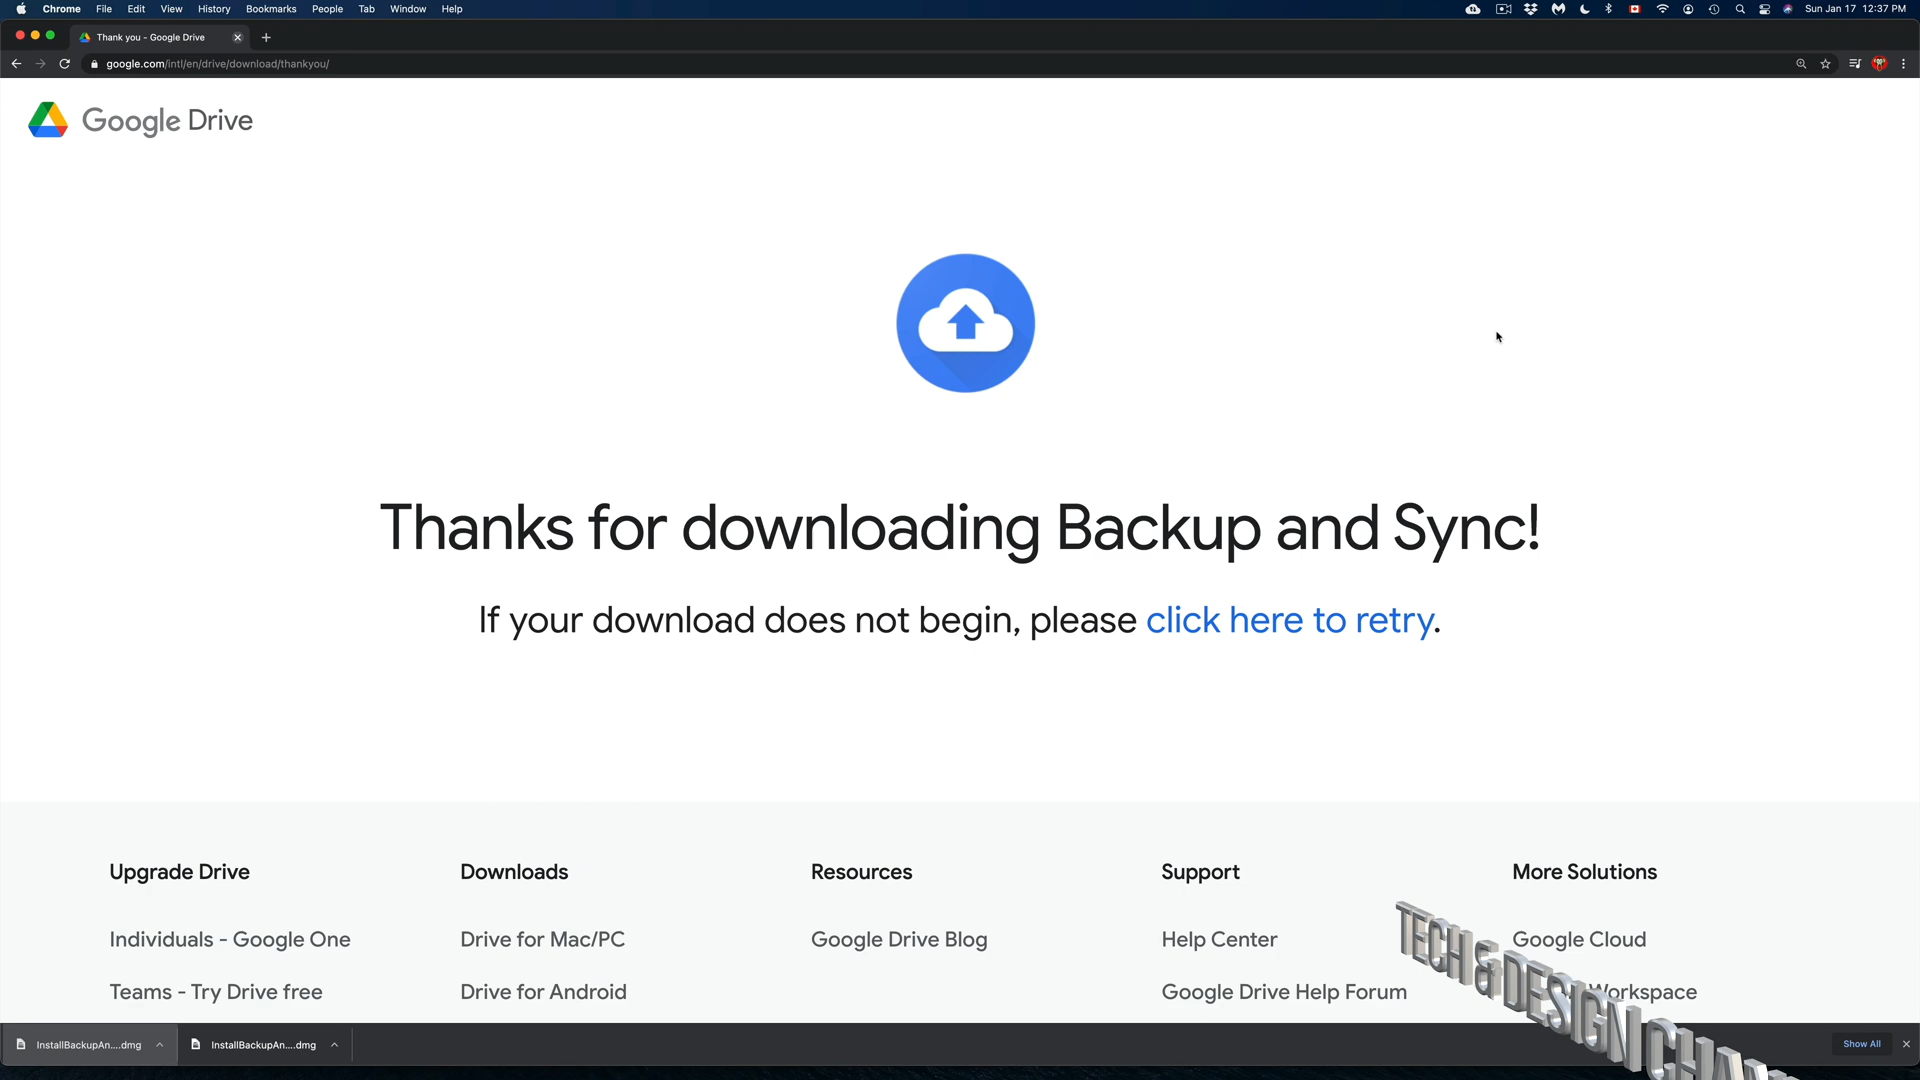 Chrome File Edit View History Bookmarks People Tab Window Help Sun Jan 17 12:37 PM
Thank you - Google Drive
google.com/intl/en/drive/download/thankyou/
Google Drive
Thanks for downloading Backup and Sync!
If your download does not begin, please click here to retry.
Upgrade Drive Downloads Resources Support More Solutions
Individuals - Google One Drive for Mac/PC Google Drive Blog Help Center Google Cloud
Teams - Try Drive free Drive for Android Google Drive Help Forum Workspace
TECH & DESIGN
InstallBackupAn....dmg InstallBackupAn....dmg Show All